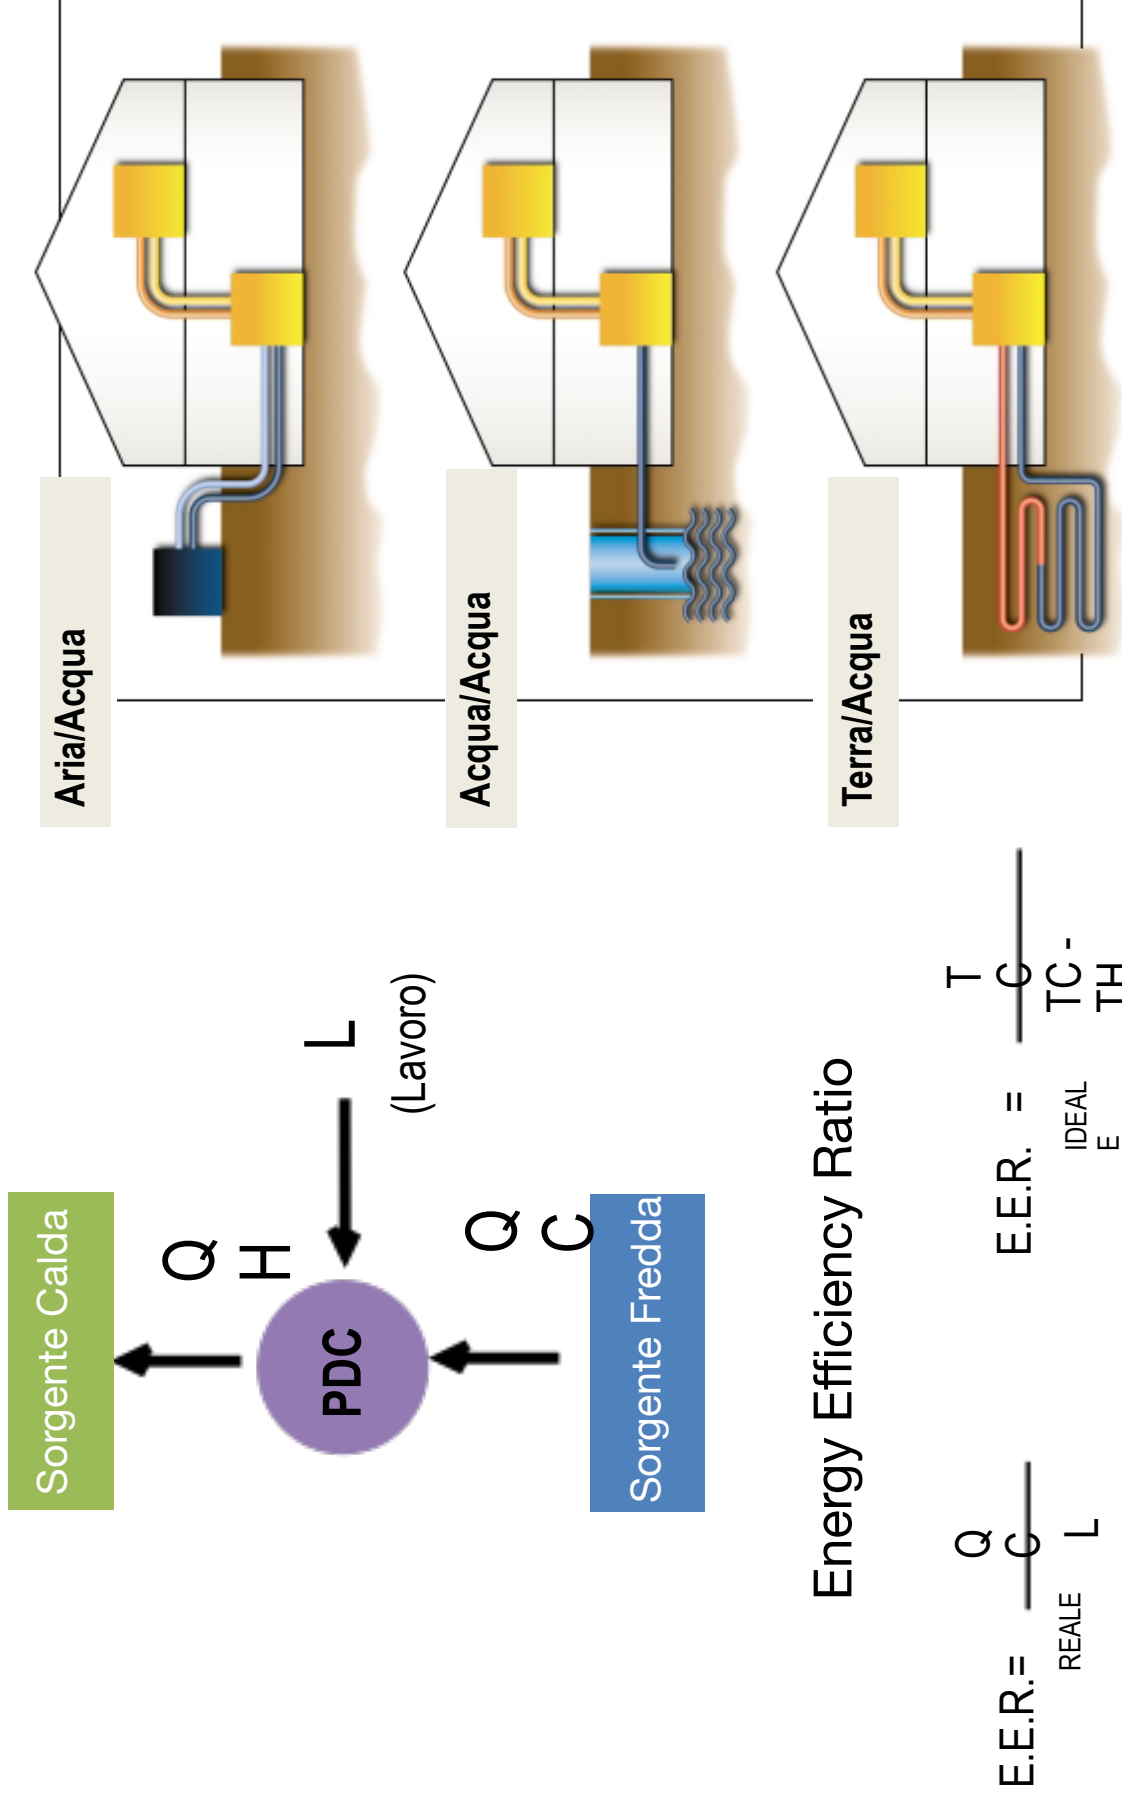 Sorgente Calda
Q
H
PDC
L
(Lavoro)
Q
C
Sorgente Fredda
Energy Efficiency Ratio
E.E.R.=
REALE
Q
C
L
E.E.R. =
IDEAL
E
T
C
TC -
TH
Aria/Acqua
Acqua/Acqua
Terra/Acqua